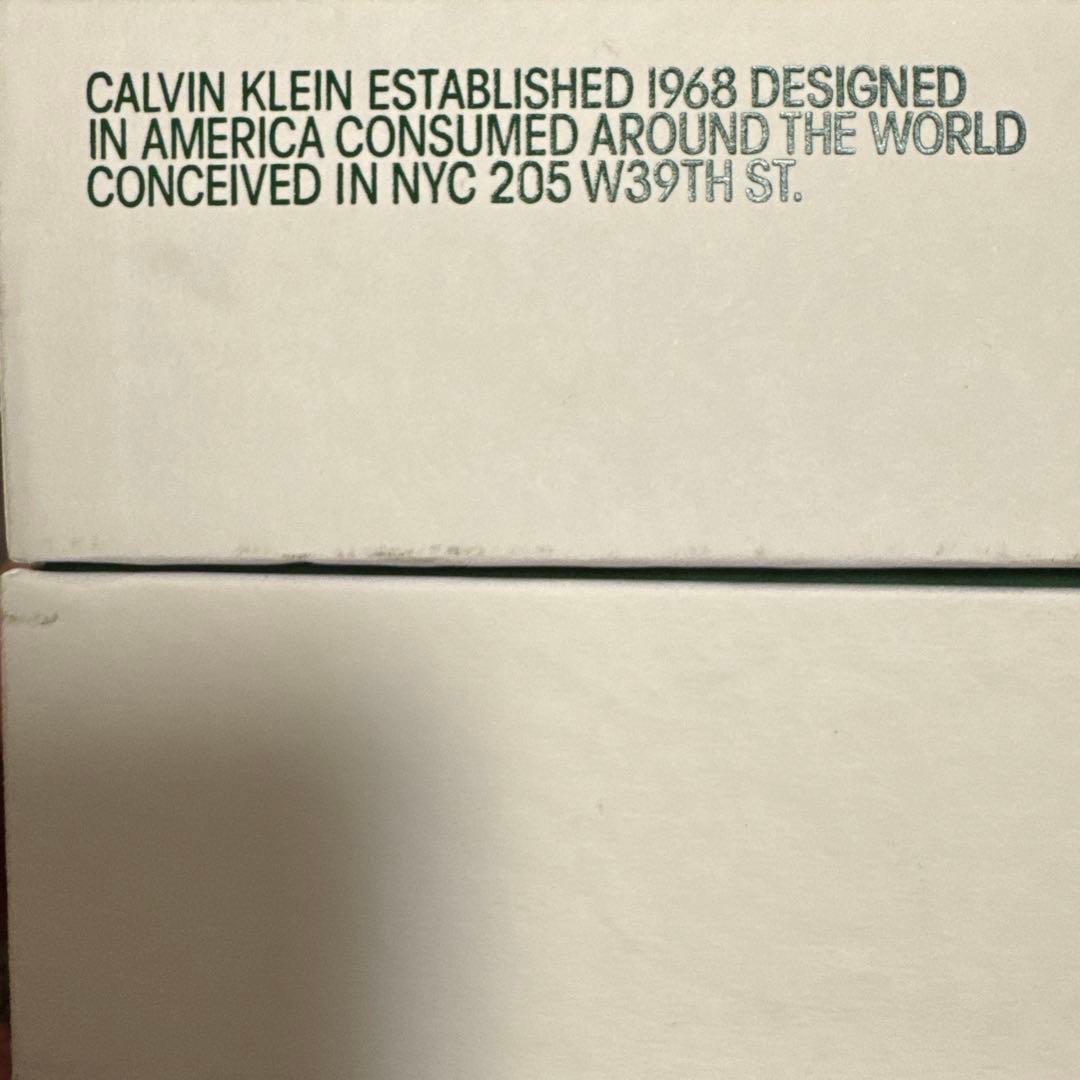 CALVIN KLEIN ESTABLISHED 1968 DESIGNED
IN AMERICA CONSUMED AROUND THE WORLD
CONCEIVED IN NYC 205 W39TH ST.